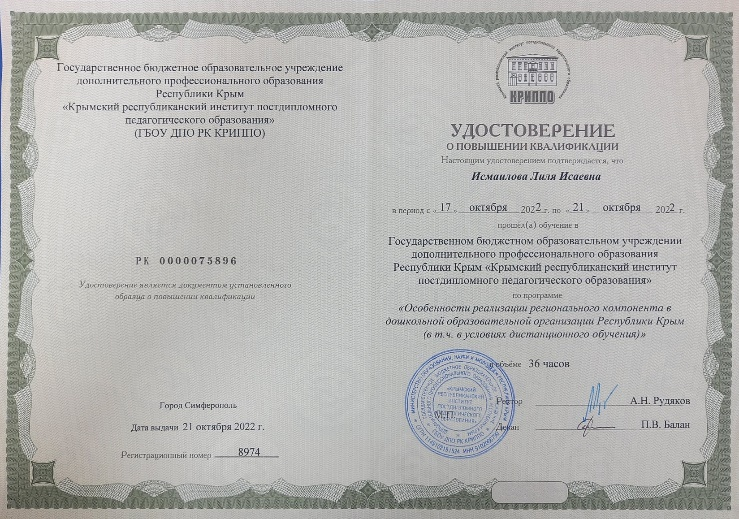 Государственное бюджетное образовательное учреждение
дополнительного профессионального образования
Республики Крым
«Крымский республиканский институт постдипломного
педагогического образования»
(ГБОУ ДПО РК КРИППО)
РК 0000075896
Удостоверение является документом установленного
образца о повышении квалификации
Город Симферополь
Дата выдачи 21 октября 2022 г.
Регистрационный номер 8974
КРИППО
УДОСТОВЕРЕНИЕ
О ПОВЫШЕНИИ КВАЛИФИКАЦИИ
Настоящим удостоверением подтверждается, что
Исмаилова Лиля Исаевна
в период с «17» октября 2022 г. по «21» октября 2022 г.
прошел(а) обучение в
Государственном бюджетном образовательном учреждении
дополнительного профессионального образования
Республики Крым «Крымский республиканский институт
постдипломного педагогического образования»
по программе
«Особенности реализации регионального компонента в
дошкольной образовательной организации Республики Крым
(в т.ч. в условиях дистанционного обучения)»
в объёме 36 часов
Ректор А.Н. Рудяков
М.П.
Декан П.В. Балан